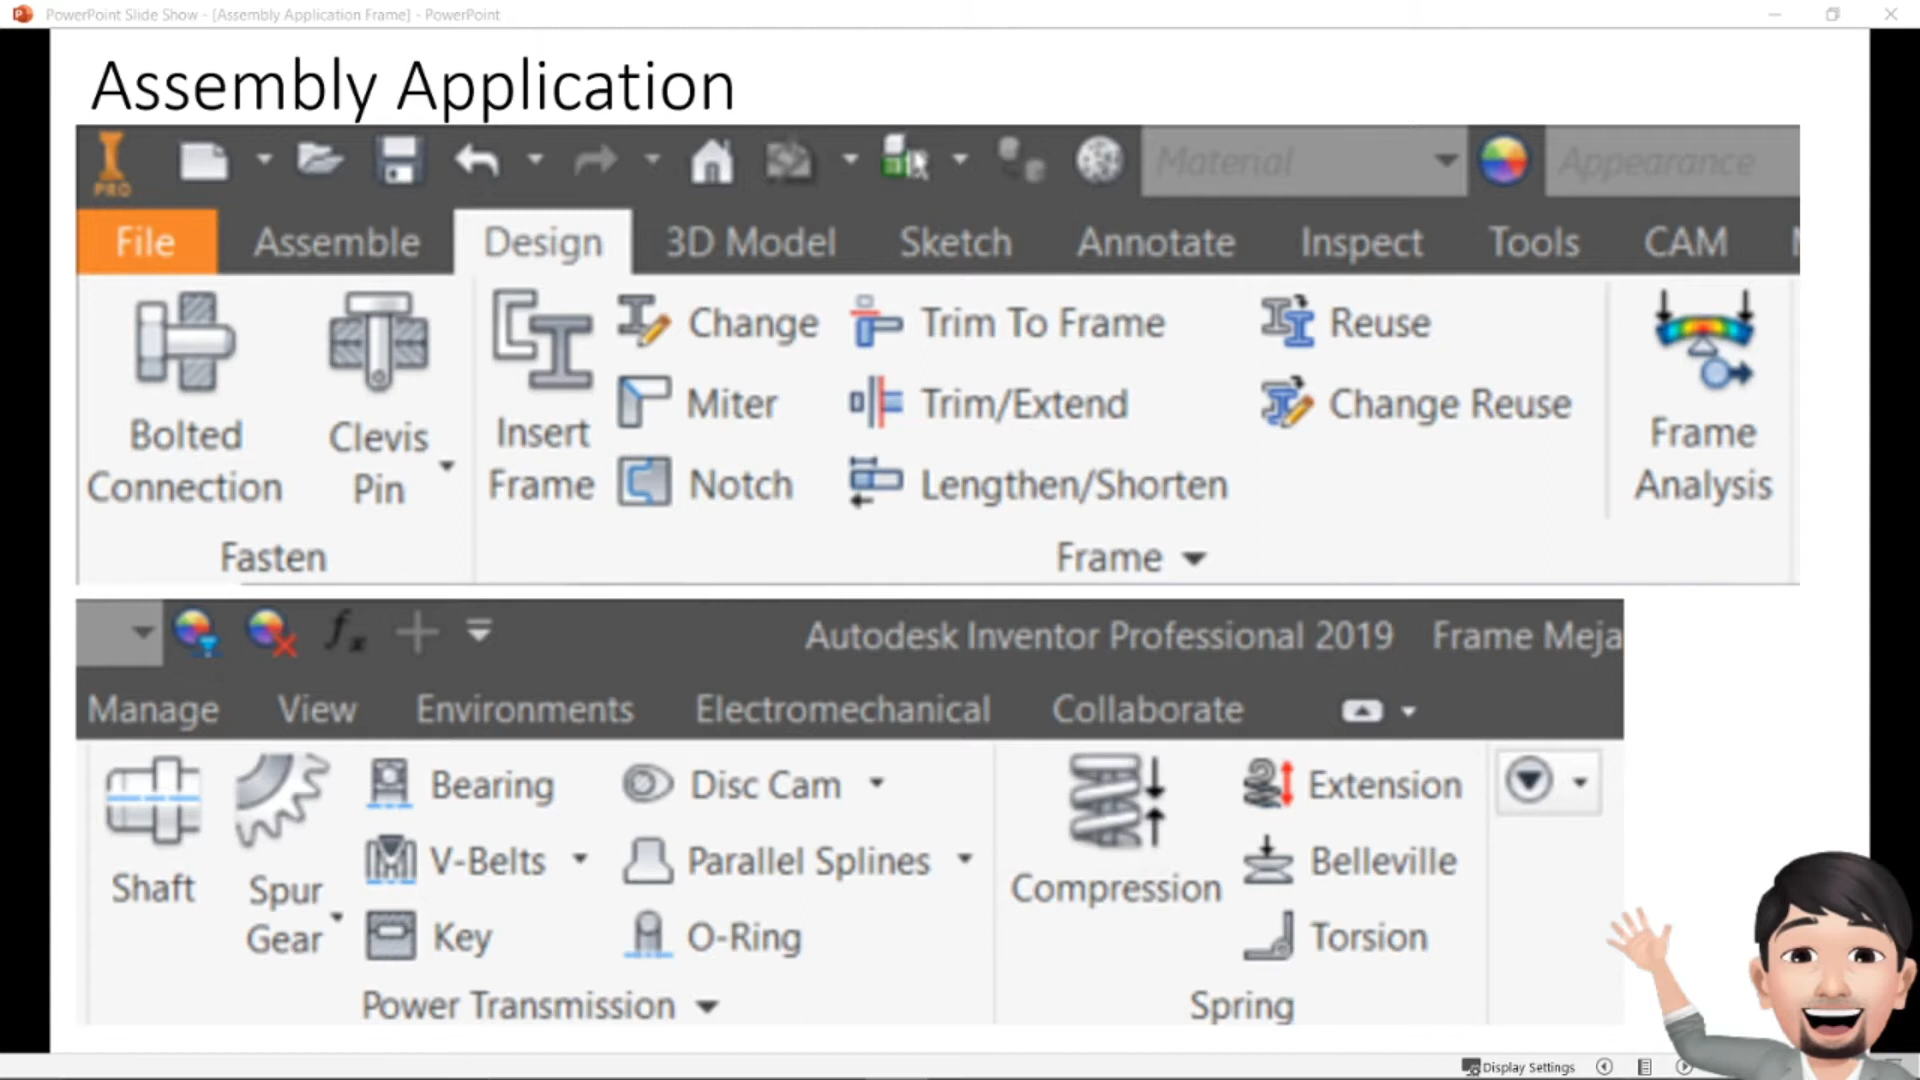 PowerPoint Slide Show - [Assembly Application Frame] - PowerPoint
Assembly Application
PRO
Material
Appearance
File
Assemble
Design
3D Model
Sketch
Annotate
Inspect
Tools
CAM
Bolted
Connection
Clevis
Pin
Fasten
Insert
Frame
Change
Miter
Notch
Trim To Frame
Trim/Extend
Lengthen/Shorten
Reuse
Change Reuse
Frame
Frame
Analysis
fx
Autodesk Inventor Professional 2019 Frame Meja
Manage
View
Environments
Electromechanical
Collaborate
Shaft
Spur
Gear
Bearing
V-Belts
Key
Disc Cam
Parallel Splines
O-Ring
Power Transmission
Compression
Extension
Belleville
Torsion
Spring
Display Settings